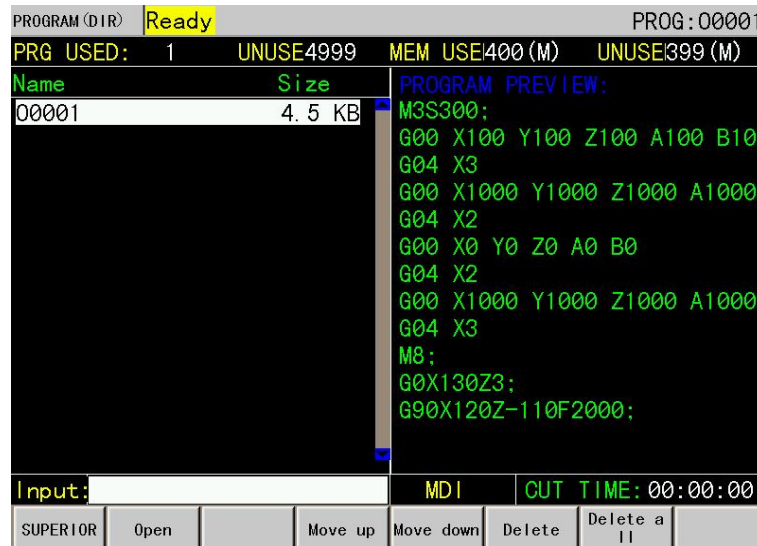 PROGRAM(DIR) Ready PROG:O0001
PRG USED: 1 UNUSE4999 MEM USE400(M) UNUSE399(M)
Name Size
O0001 4.5 KB
PROGRAM PREVIEW:
M3S300;
G00 X100 Y100 Z100 A100 B10
G04 X3
G00 X1000 Y1000 Z1000 A1000
G04 X2
G00 X0 Y0 Z0 A0 B0
G04 X2
G00 X1000 Y1000 Z1000 A1000
G04 X3
M8;
G0X130Z3;
G90X120Z-110F2000;
Input: MDI CUT TIME:00:00:00
SUPERIOR Open Move up Move down Delete Delete a
ll